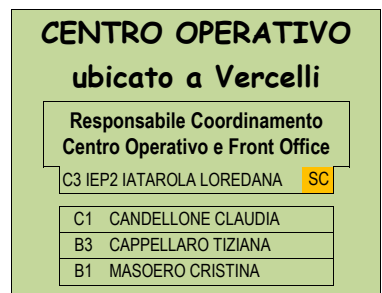 CENTRO OPERATIVO
ubicato a Vercelli
Responsabile Coordinamento
Centro Operativo e Front Office
C3 IEP2 IATAROLA LOREDANA SC
C1 CANDELLONE CLAUDIA
B3 CAPPELLARO TIZIANA
B1 MASOERO CRISTINA